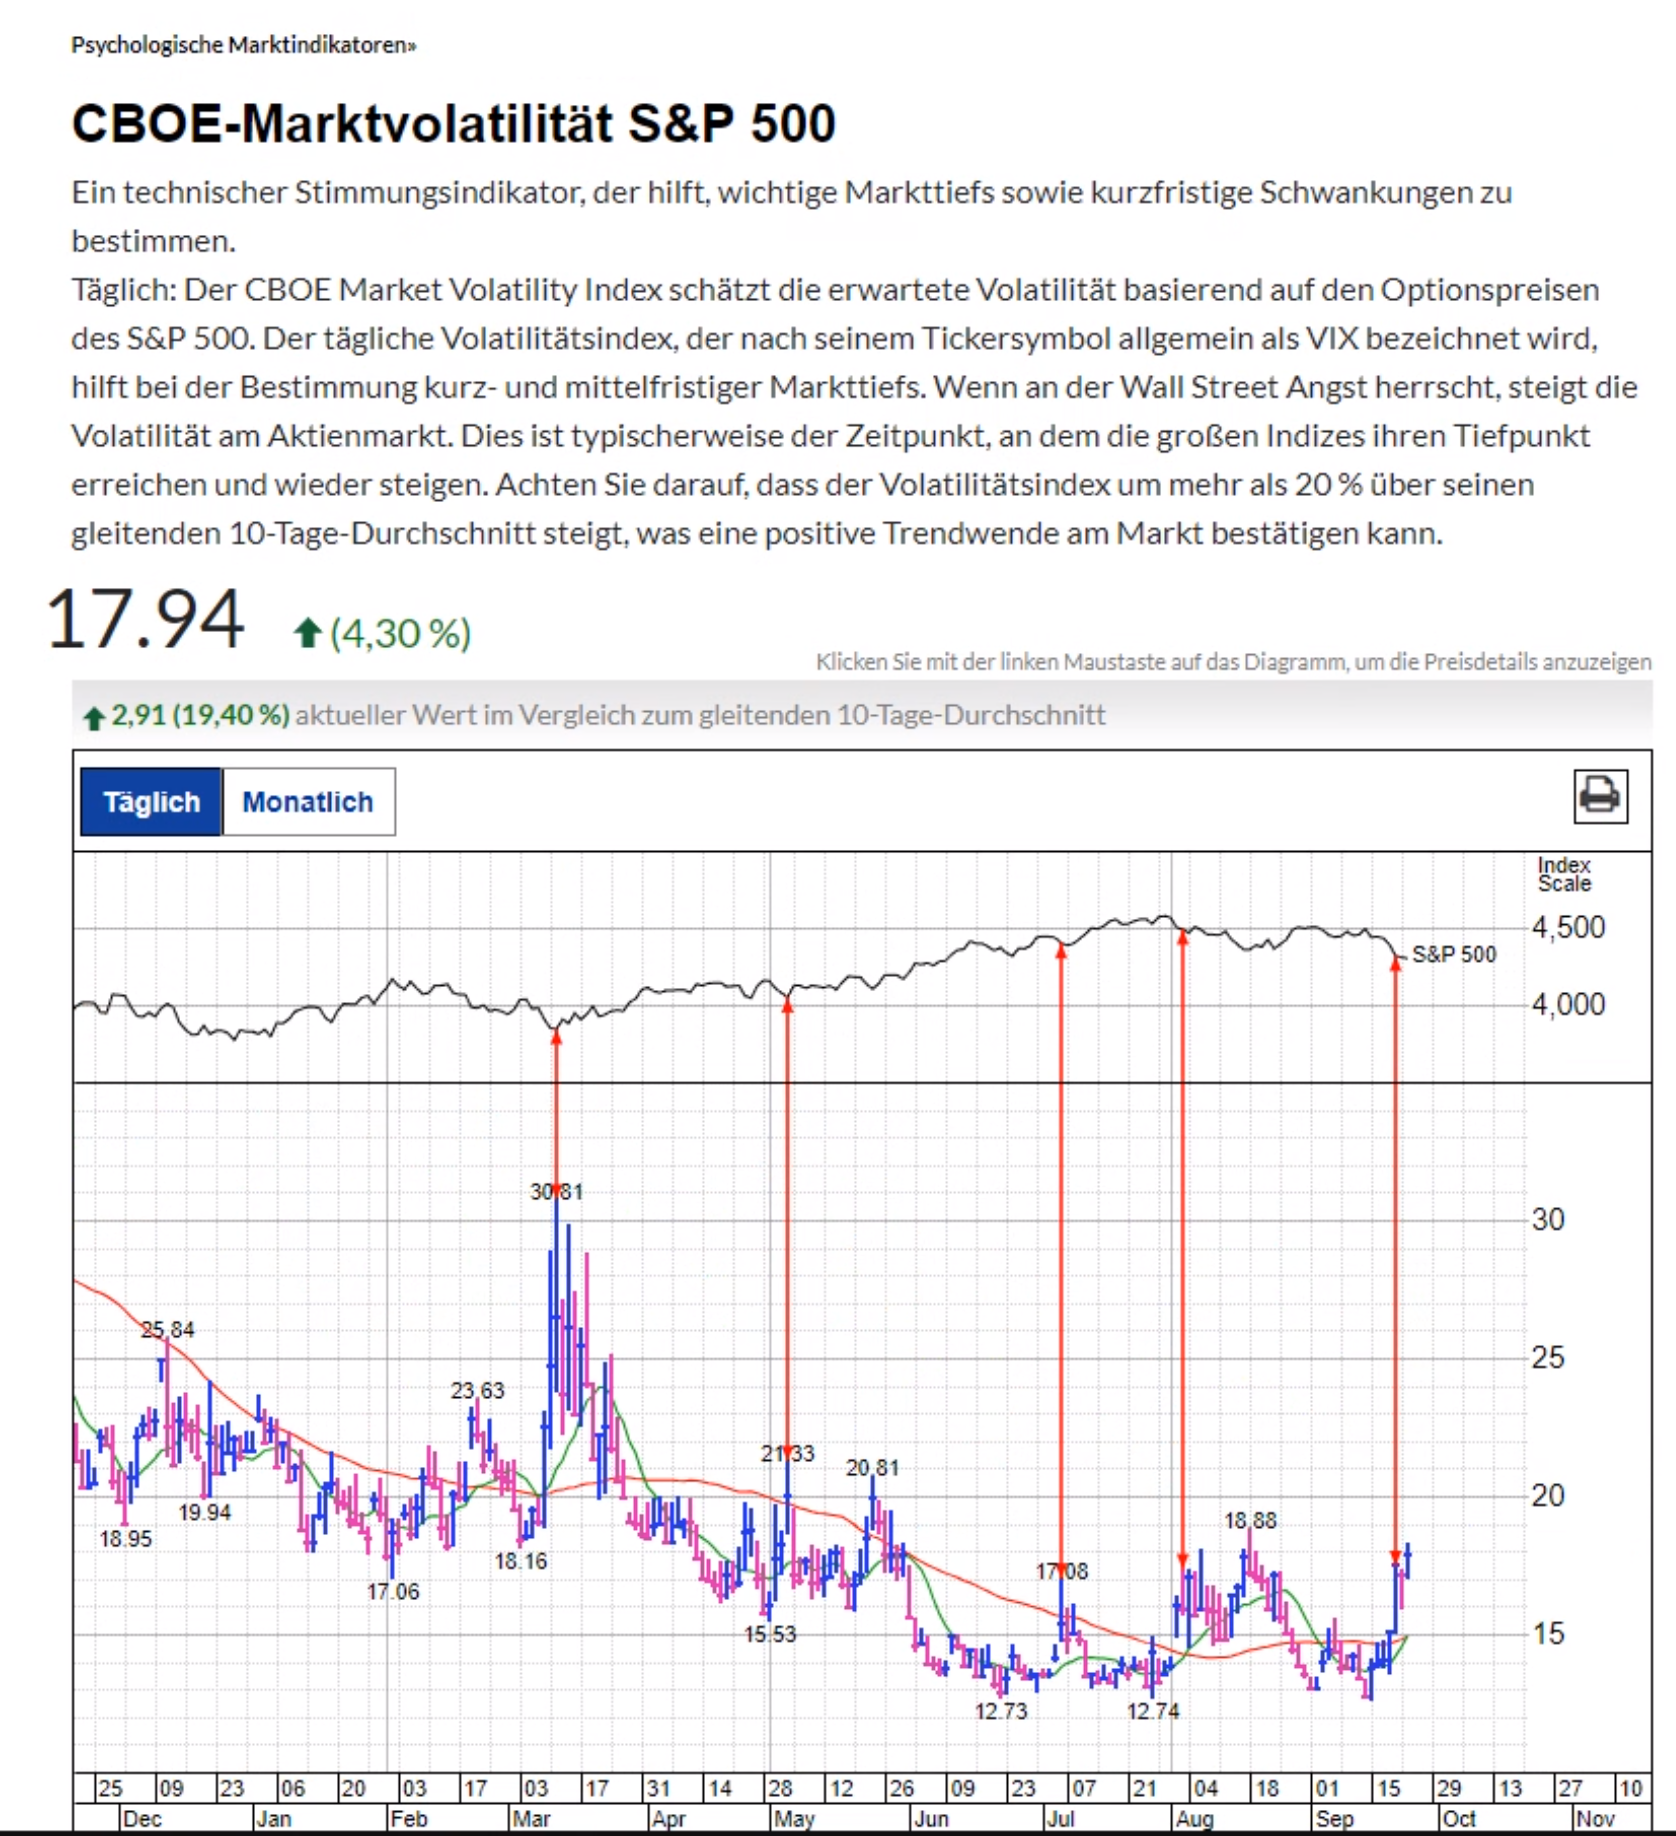 Psychologische Marktindikatoren»
CBOE-Marktvolatilität S&P 500
Ein technischer Stimmungsindikator, der hilft, wichtige Markttiefs sowie kurzfristige Schwankungen zu
bestimmen.
Täglich: Der CBOE Market Volatility Index schätzt die erwartete Volatilität basierend auf den Optionspreisen
des S&P 500. Der tägliche Volatilitätsindex, der nach seinem Tickersymbol allgemein als VIX bezeichnet wird,
hilft bei der Bestimmung kurz- und mittelfristiger Markttiefs. Wenn an der Wall Street Angst herrscht, steigt die
Volatilität am Aktienmarkt. Dies ist typischerweise der Zeitpunkt, an dem die großen Indizes ihren Tiefpunkt
erreichen und wieder steigen. Achten Sie darauf, dass der Volatilitätsindex um mehr als 20 % über seinen
gleitenden 10-Tage-Durchschnitt steigt, was eine positive Trendwende am Markt bestätigen kann.
17.94 (4,30 %)
Klicken Sie mit der linken Maustaste auf das Diagramm, um die Preisdetails anzuzeigen
2,91 (19,40 %) aktueller Wert im Vergleich zum gleitenden 10-Tage-Durchschnitt
Täglich Monatlich
Index
Scale
4,500
S&P 500
4,000
30.81
30
25.84
25
23.63
21.33
20.81
20
19.94
18.95
18.88
18.16
17.06
17.08
15.53
15
12.73
12.74
25 09 23 06 20 03 17 03 17 31 14 28 12 26 09 23 07 21 04 18 01 15 29 13 27 10
Dec Jan Feb Mar Apr May Jun Jul Aug Sep Oct Nov